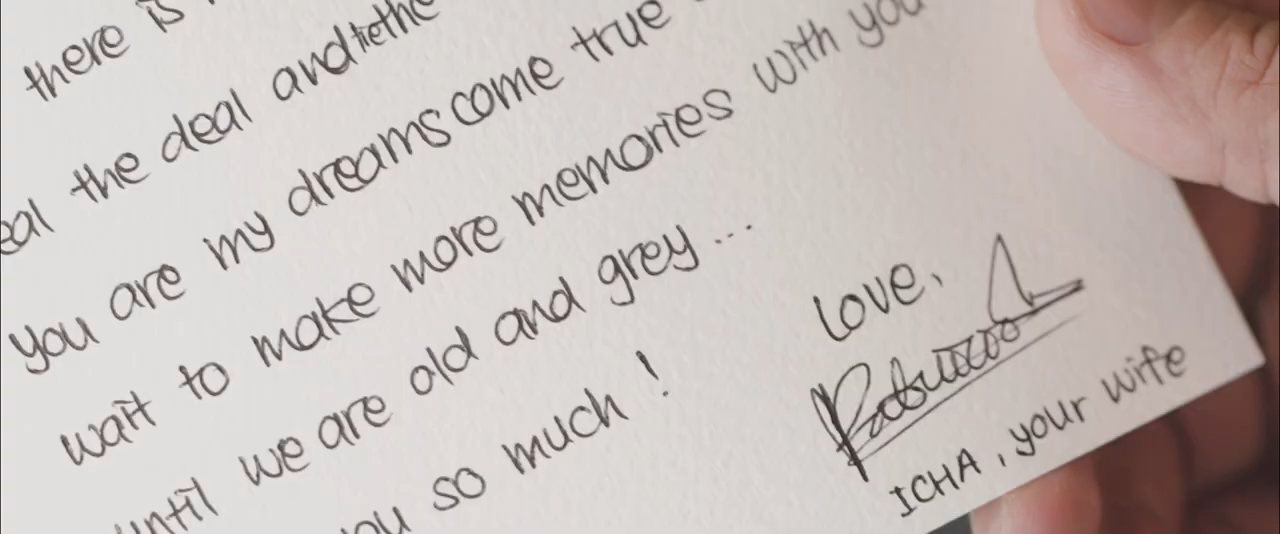 there is
the deal and tiethe
you are my dreams come true
wait to make more memories with you
until we are old and grey...
you so much!
Love,
ICHA, your wife